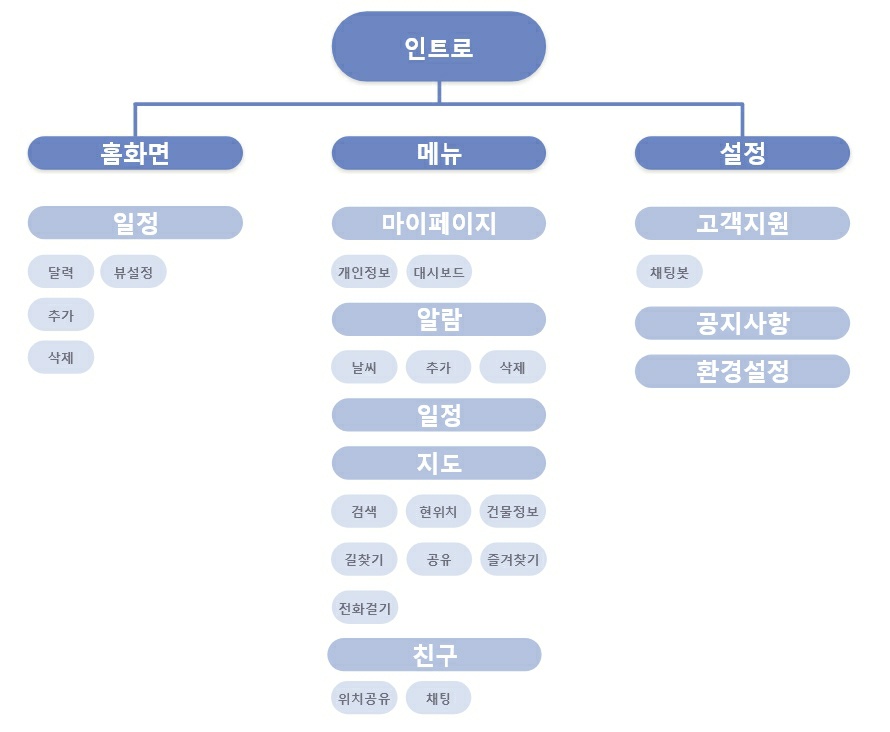 인트로
홈화면
메뉴
설정
일정
마이페이지
고객지원
달력 뷰설정
개인정보 대시보드
채팅봇
추가
알람
공지사항
삭제
날씨 추가 삭제
환경설정
일정
지도
검색 현위치 건물정보
길찾기 공유 즐겨찾기
전화걸기
친구
위치공유 채팅